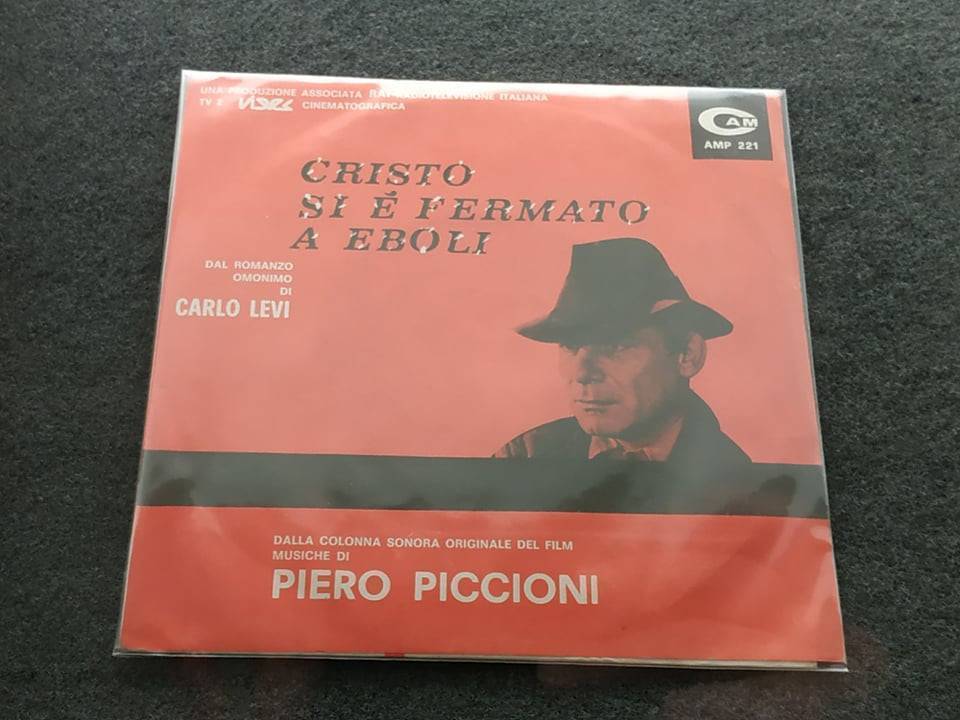 UNA PRODUZIONE ASSOCIATA RAI-RADIOTELEVISIONE ITALIANA
TV 2 VIDES CINEMATOGRAFICA
CAM
AMP 221
CRISTO
SI É FERMATO
A EBOLI
DAL ROMANZO
OMONIMO
DI
CARLO LEVI
DALLA COLONNA SONORA ORIGINALE DEL FILM
MUSICHE DI
PIERO PICCIONI